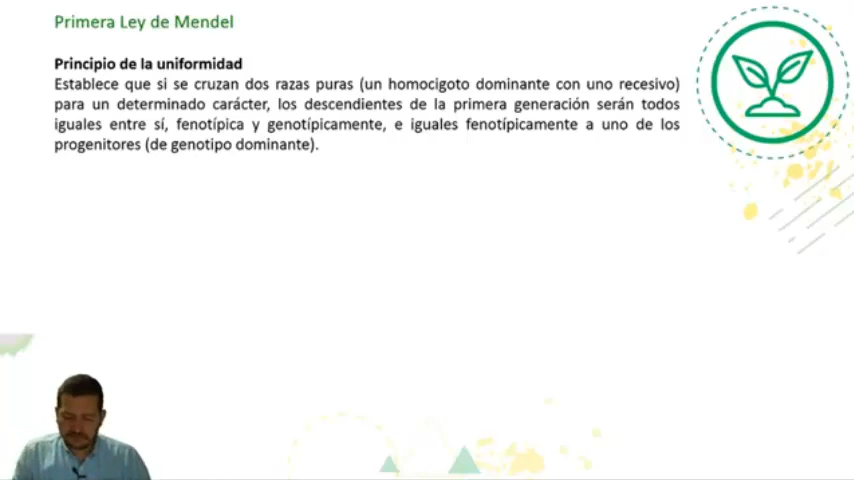 Primera Ley de Mendel
Principio de la uniformidad
Establece que si se cruzan dos razas puras (un homocigoto dominante con uno recesivo)
para un determinado carácter, los descendientes de la primera generación serán todos
iguales entre sí, fenotípica y genotípicamente, e iguales fenotípicamente a uno de los
progenitores (de genotipo dominante).